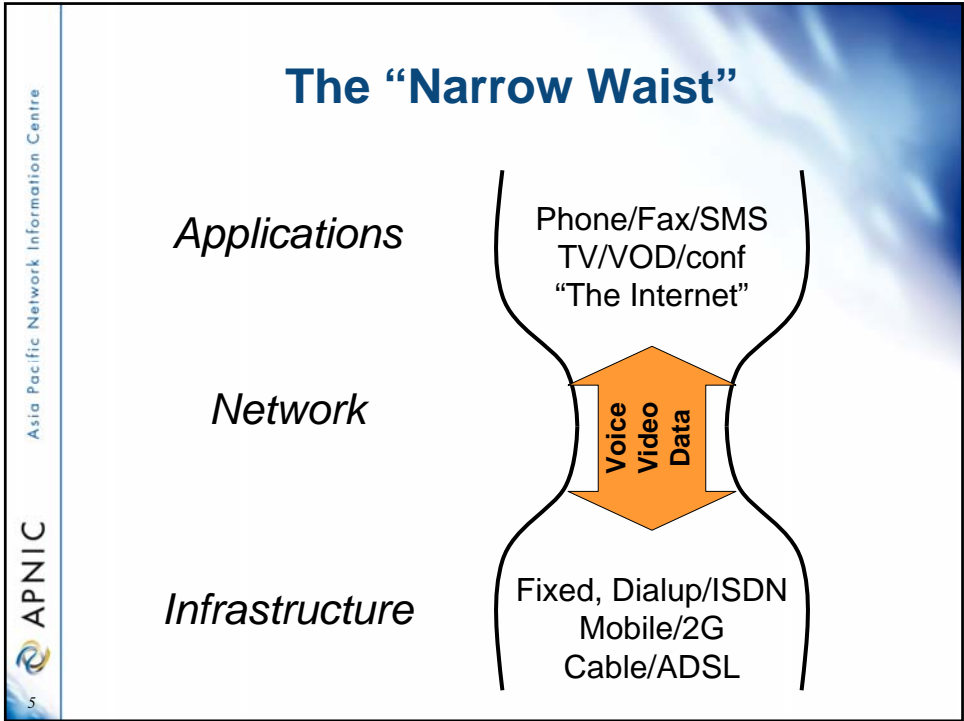 The “Narrow Waist”
Applications
Phone/Fax/SMS
TV/VOD/conf
“The Internet”
Network
Voice
Video
Data
Infrastructure
Fixed, Dialup/ISDN
Mobile/2G
Cable/ADSL
Asia Pacific Network Information Centre
APNIC
5